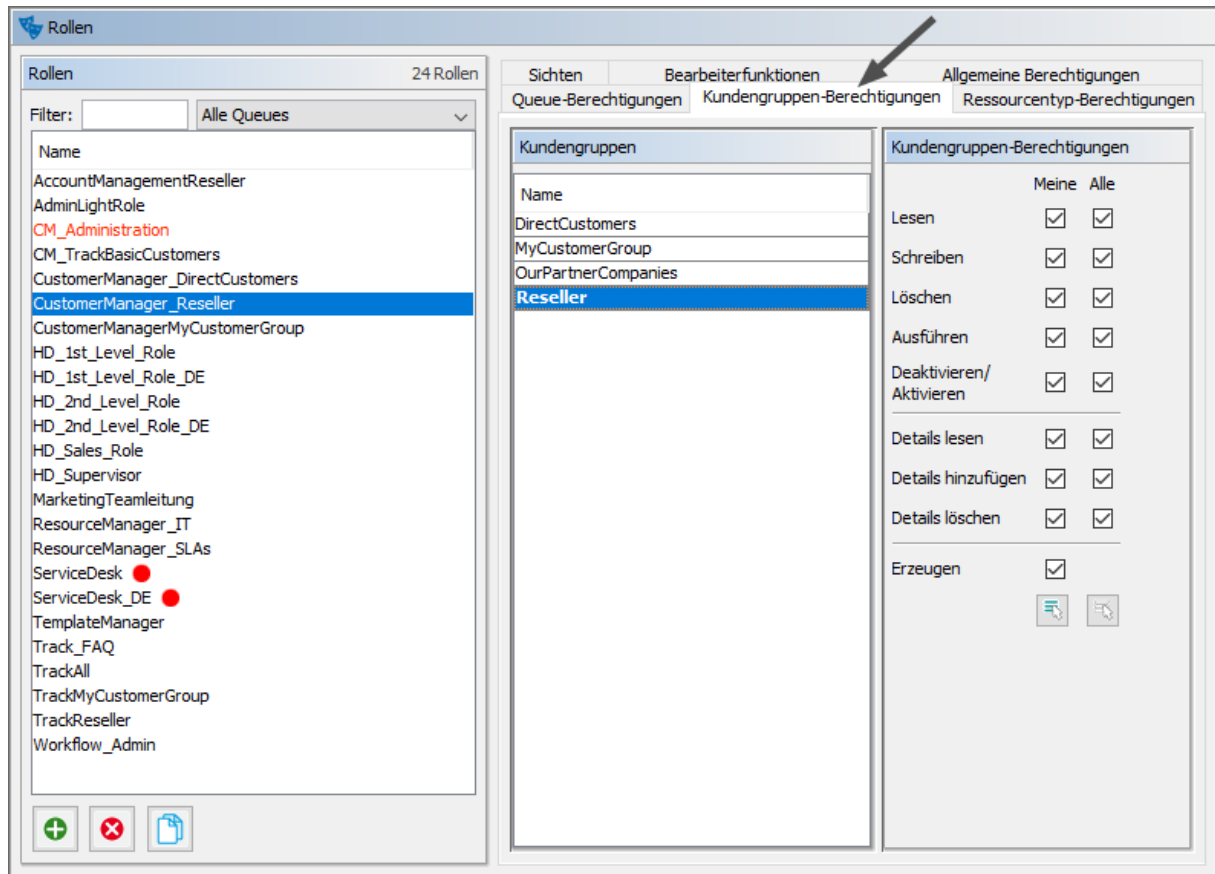 Rollen
Rollen 24 Rollen
Filter: Alle Queues
Name
AccountManagementReseller
AdminLightRole
CM_Administration
CM_TrackBasicCustomers
CustomerManager_DirectCustomers
CustomerManager_Reseller
CustomerManagerMyCustomerGroup
HD_1st_Level_Role
HD_1st_Level_Role_DE
HD_2nd_Level_Role
HD_2nd_Level_Role_DE
HD_Sales_Role
HD_Supervisor
MarketingTeamleitung
ResourceManager_IT
ResourceManager_SLAs
ServiceDesk
ServiceDesk_DE
TemplateManager
Track_FAQ
TrackAll
TrackMyCustomerGroup
TrackReseller
Workflow_Admin
Sichten Bearbeiterfunktionen Allgemeine Berechtigungen
Queue-Berechtigungen Kundengruppen-Berechtigungen Ressourcentyp-Berechtigungen
Kundengruppen
Name
DirectCustomers
MyCustomerGroup
OurPartnerCompanies
Reseller
Kundengruppen-Berechtigungen
Meine Alle
Lesen
Schreiben
Löschen
Ausführen
Deaktivieren/
Aktivieren
Details lesen
Details hinzufügen
Details löschen
Erzeugen